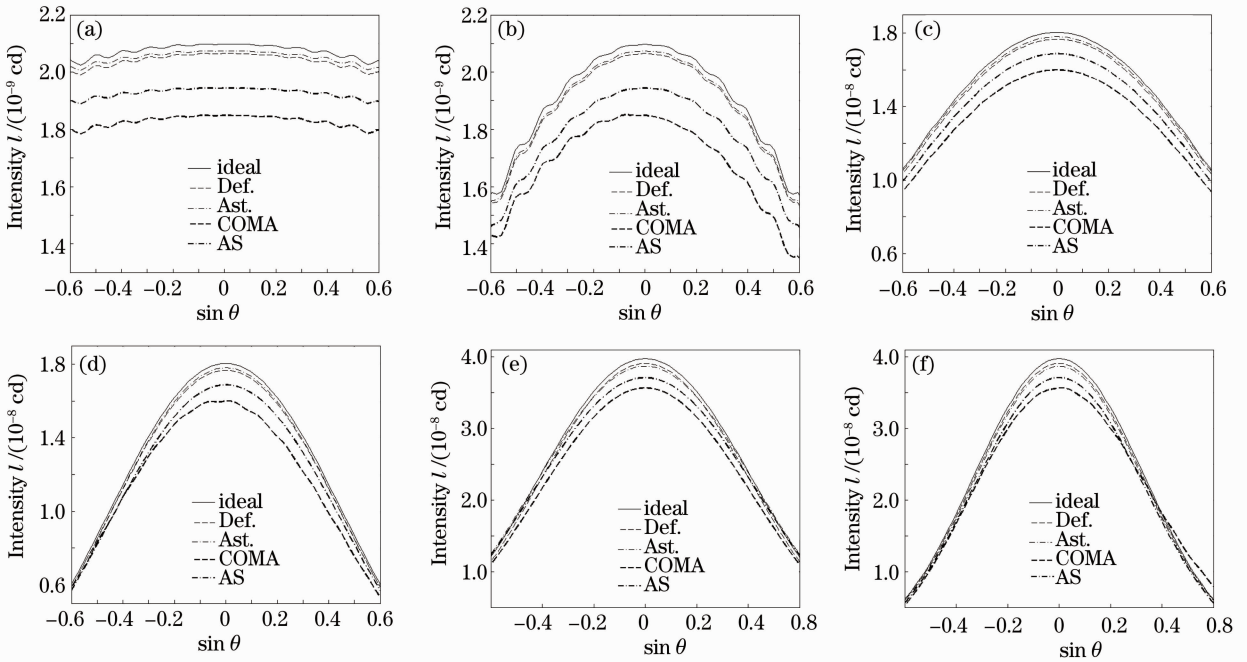 (a)
Intensity l /(10⁻⁹ cd)
2.2
2.0
1.8
1.6
1.4
ideal
Def.
Ast.
COMA
AS
−0.6 −0.4 −0.2 0 0.2 0.4 0.6
sin θ
(b)
Intensity l /(10⁻⁹ cd)
2.2
2.0
1.8
1.6
1.4
ideal
Def.
Ast.
COMA
AS
−0.6 −0.4 −0.2 0 0.2 0.4 0.6
sin θ
(c)
Intensity l /(10⁻⁸ cd)
1.8
1.4
1.0
0.6
ideal
Def.
Ast.
COMA
AS
−0.6 −0.4 −0.2 0 0.2 0.4 0.6
sin θ
(d)
Intensity l /(10⁻⁸ cd)
1.8
1.4
1.0
0.6
ideal
Def.
Ast.
COMA
AS
−0.6 −0.4 −0.2 0 0.2 0.4 0.6
sin θ
(e)
Intensity l /(10⁻⁸ cd)
4.0
3.0
2.0
1.0
ideal
Def.
Ast.
COMA
AS
−0.4 −0.2 0 0.2 0.4 0.6 0.8
sin θ
(f)
Intensity l /(10⁻⁸ cd)
4.0
3.0
2.0
1.0
ideal
Def.
Ast.
COMA
AS
−0.4 −0.2 0 0.2 0.4 0.6 0.8
sin θ